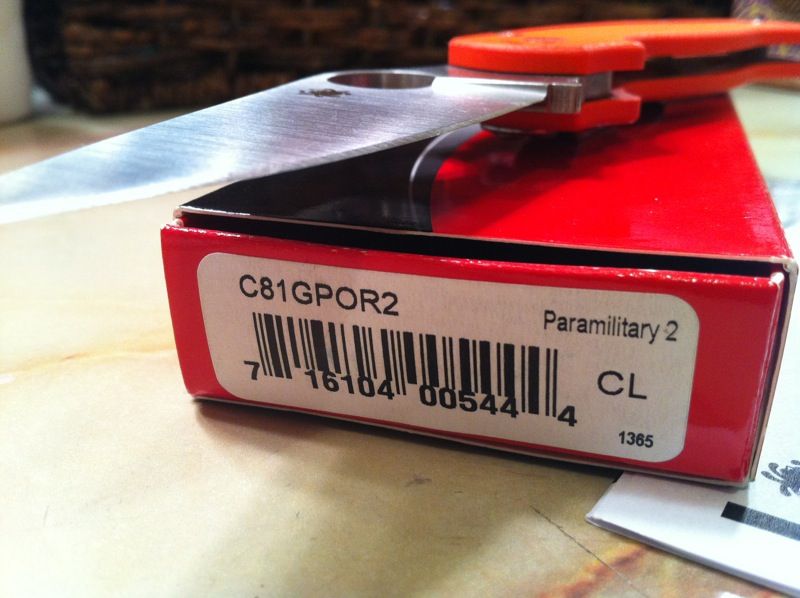 C81GPOR2
Paramilitary 2
CL
7 16104 00544 4
1365